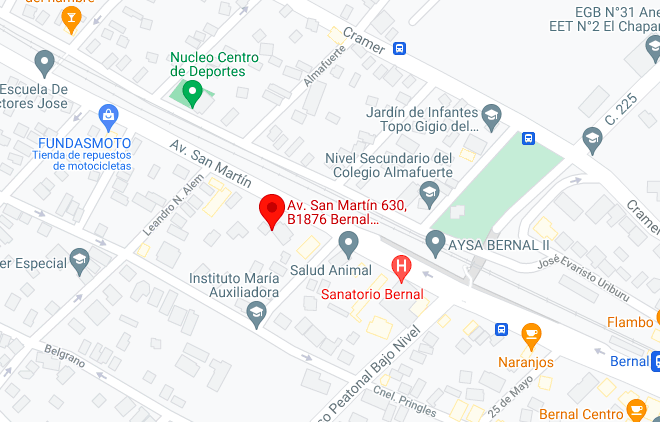 del hambre
Cramer
EGB N°31 Ane
EET N°2 El Chapar
Nucleo Centro
de Deportes
Almafuerte
Escuela De
ctores Jose
FUNDASMOTO
Tienda de repuestos
de motocicletas
Jardín de Infantes
Topo Gigio del...
C. 225
Av. San Martín
Nivel Secundario del
Colegio Almafuerte
Leandro N. Alem
Av. San Martín 630,
B1876 Bernal...
Cramer
AYSA BERNAL II
José Evaristo Uriburu
er Especial
Instituto María
Auxiliadora
Salud Animal
H
Sanatorio Bernal
Flambo
Naranjos
Bernal
Belgrano
so Peatonal Bajo Nivel
Cnel. Pringles
25 de Mayo
Bernal Centro